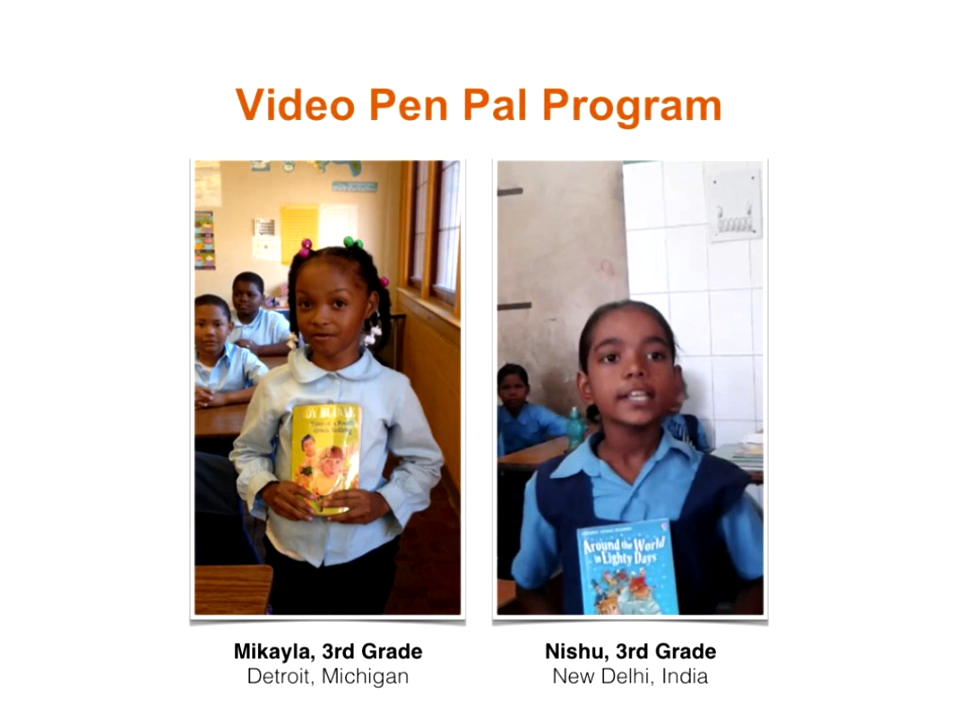 Video Pen Pal Program
Around the World
in Eighty Days
Mikayla, 3rd Grade
Detroit, Michigan
Nishu, 3rd Grade
New Delhi, India